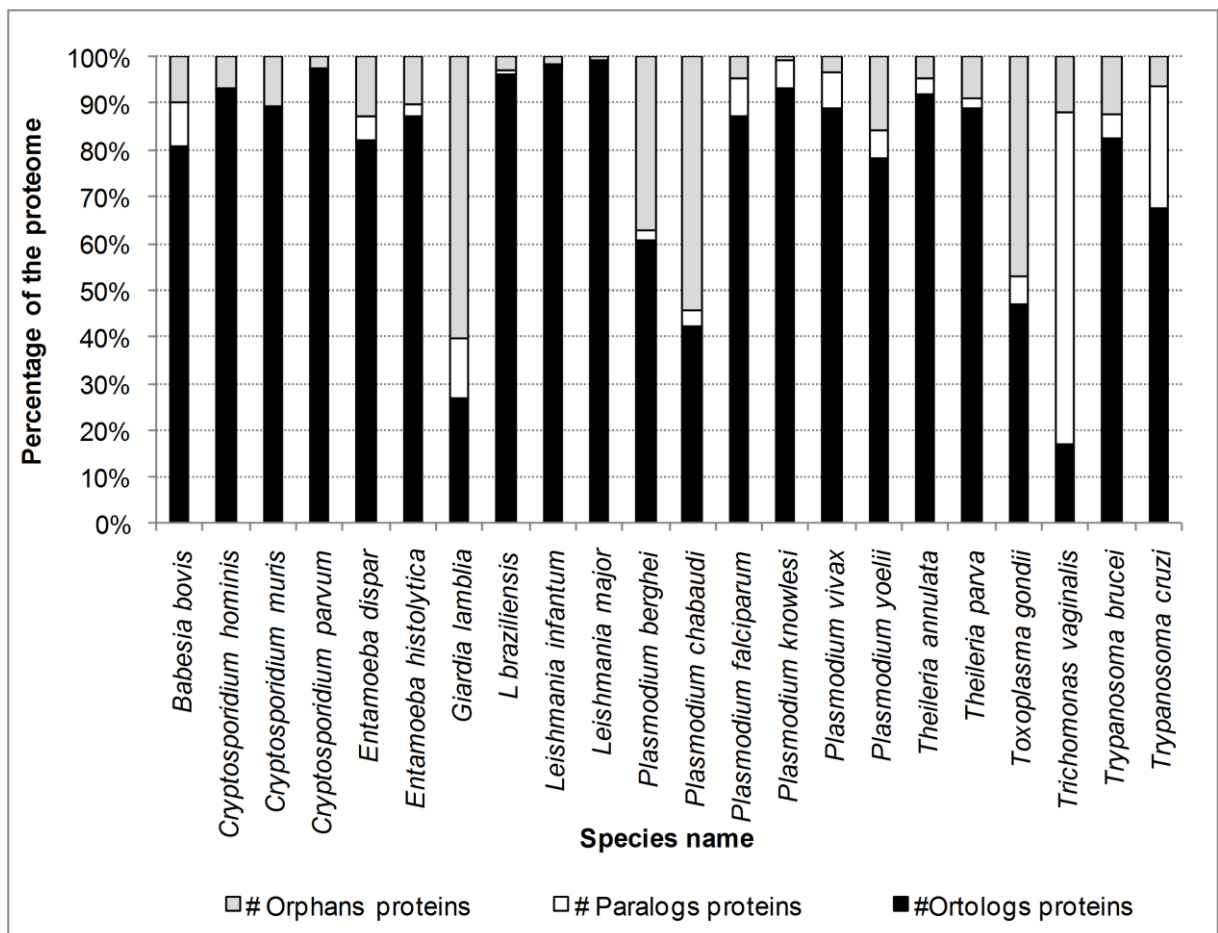 100%
90%
80%
70%
60%
50%
40%
30%
20%
10%
0%
Percentage of the proteome
Babesia bovis
Cryptosporidium hominis
Cryptosporidium muris
Cryptosporidium parvum
Entamoeba dispar
Entamoeba histolytica
Giardia lamblia
L braziliensis
Leishmania infantum
Leishmania major
Plasmodium berghei
Plasmodium chabaudi
Plasmodium falciparum
Plasmodium knowlesi
Plasmodium vivax
Plasmodium yoelii
Theileria annulata
Theileria parva
Toxoplasma gondii
Trichomonas vaginalis
Trypanosoma brucei
Trypanosoma cruzi
Species name
# Orphans proteins
# Paralogs proteins
#Ortologs proteins